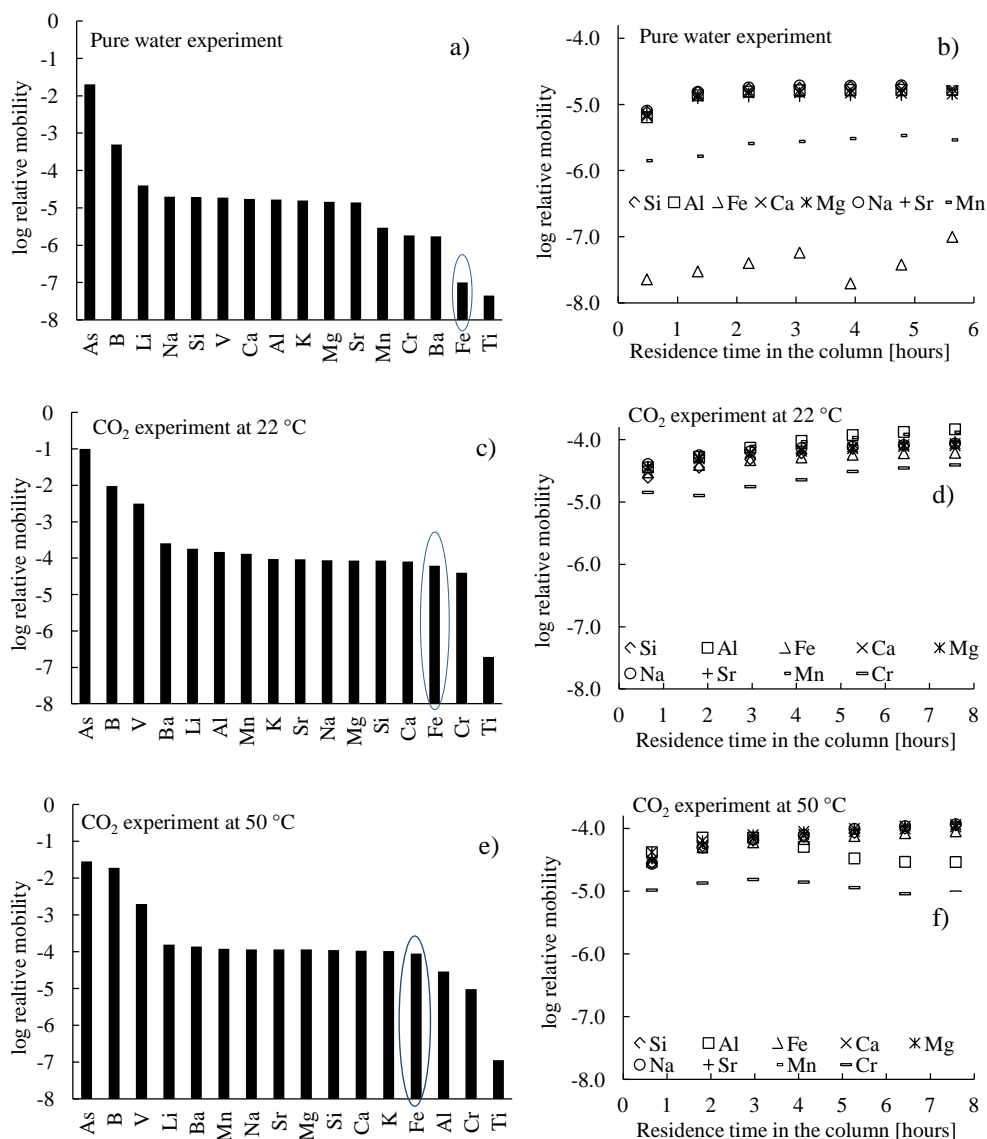 Pure water experiment
a)
log relative mobility
0
-1
-2
-3
-4
-5
-6
-7
-8
As B Li Na Si V Ca Al K Mg Sr Mn Cr Ba Fe Ti
Pure water experiment
b)
log relative mobility
-4.0
-5.0
-6.0
-7.0
-8.0
Si Al Fe Ca Mg Na Sr Mn
0 1 2 3 4 5 6
Residence time in the column [hours]
CO2 experiment at 22 °C
c)
log relative mobility
0
-1
-2
-3
-4
-5
-6
-7
-8
As B V Ba Li Al Mn K Sr Na Mg Si Ca Fe Cr Ti
CO2 experiment at 22 °C
d)
log relative mobility
-4.0
-5.0
-6.0
-7.0
-8.0
Si Al Fe Ca Mg
Na Sr Mn Cr
0 1 2 3 4 5 6 7 8
Residence time in the column [hours]
CO2 experiment at 50 °C
e)
log realtive mobility
0
-1
-2
-3
-4
-5
-6
-7
-8
As B V Li Ba Mn Na Sr Mg Si Ca K Fe Al Cr Ti
CO2 experiment at 50 °C
f)
log relative mobility
-4.0
-5.0
-6.0
-7.0
-8.0
Si Al Fe Ca Mg
Na Sr Mn Cr
0 1 2 3 4 5 6 7 8
Residence time in the column [hours]